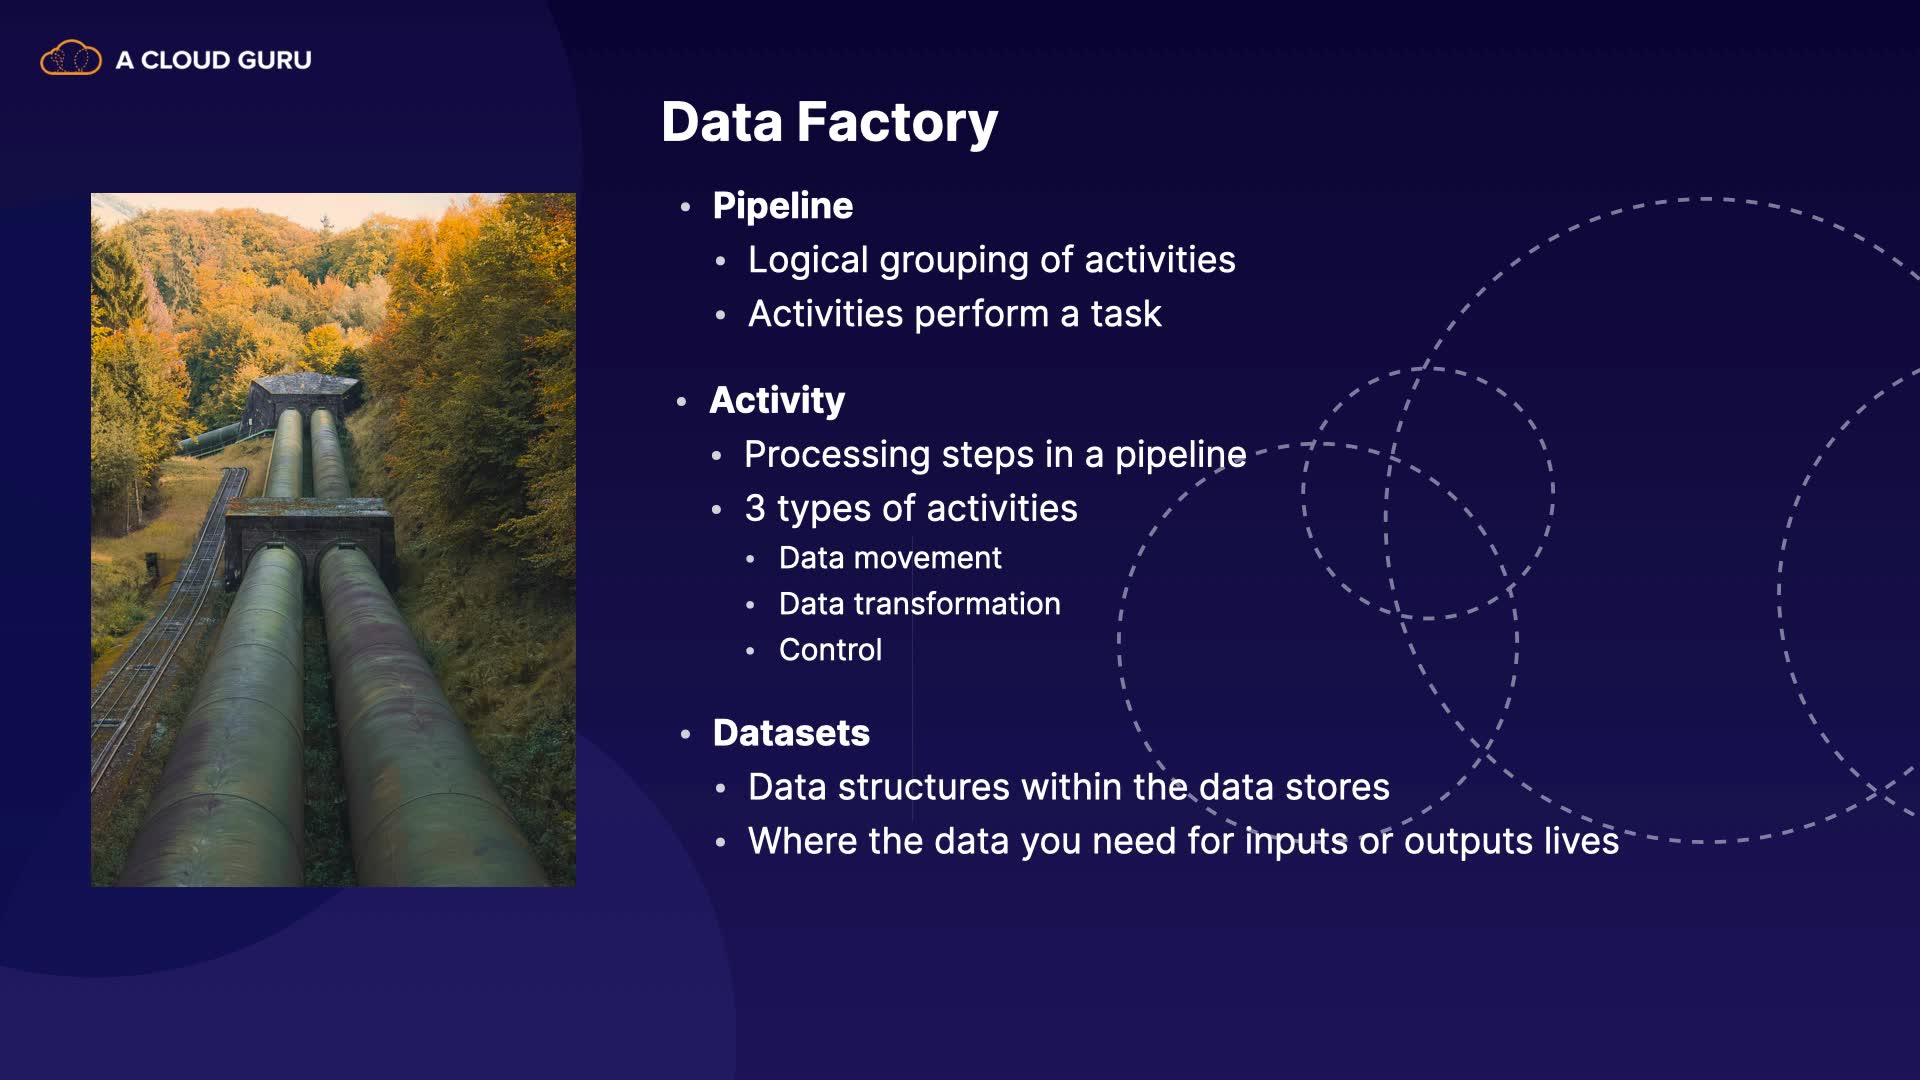 A CLOUD GURU
Data Factory
• Pipeline
• Logical grouping of activities
• Activities perform a task
• Activity
• Processing steps in a pipeline
• 3 types of activities
• Data movement
• Data transformation
• Control
• Datasets
• Data structures within the data stores
• Where the data you need for inputs or outputs lives